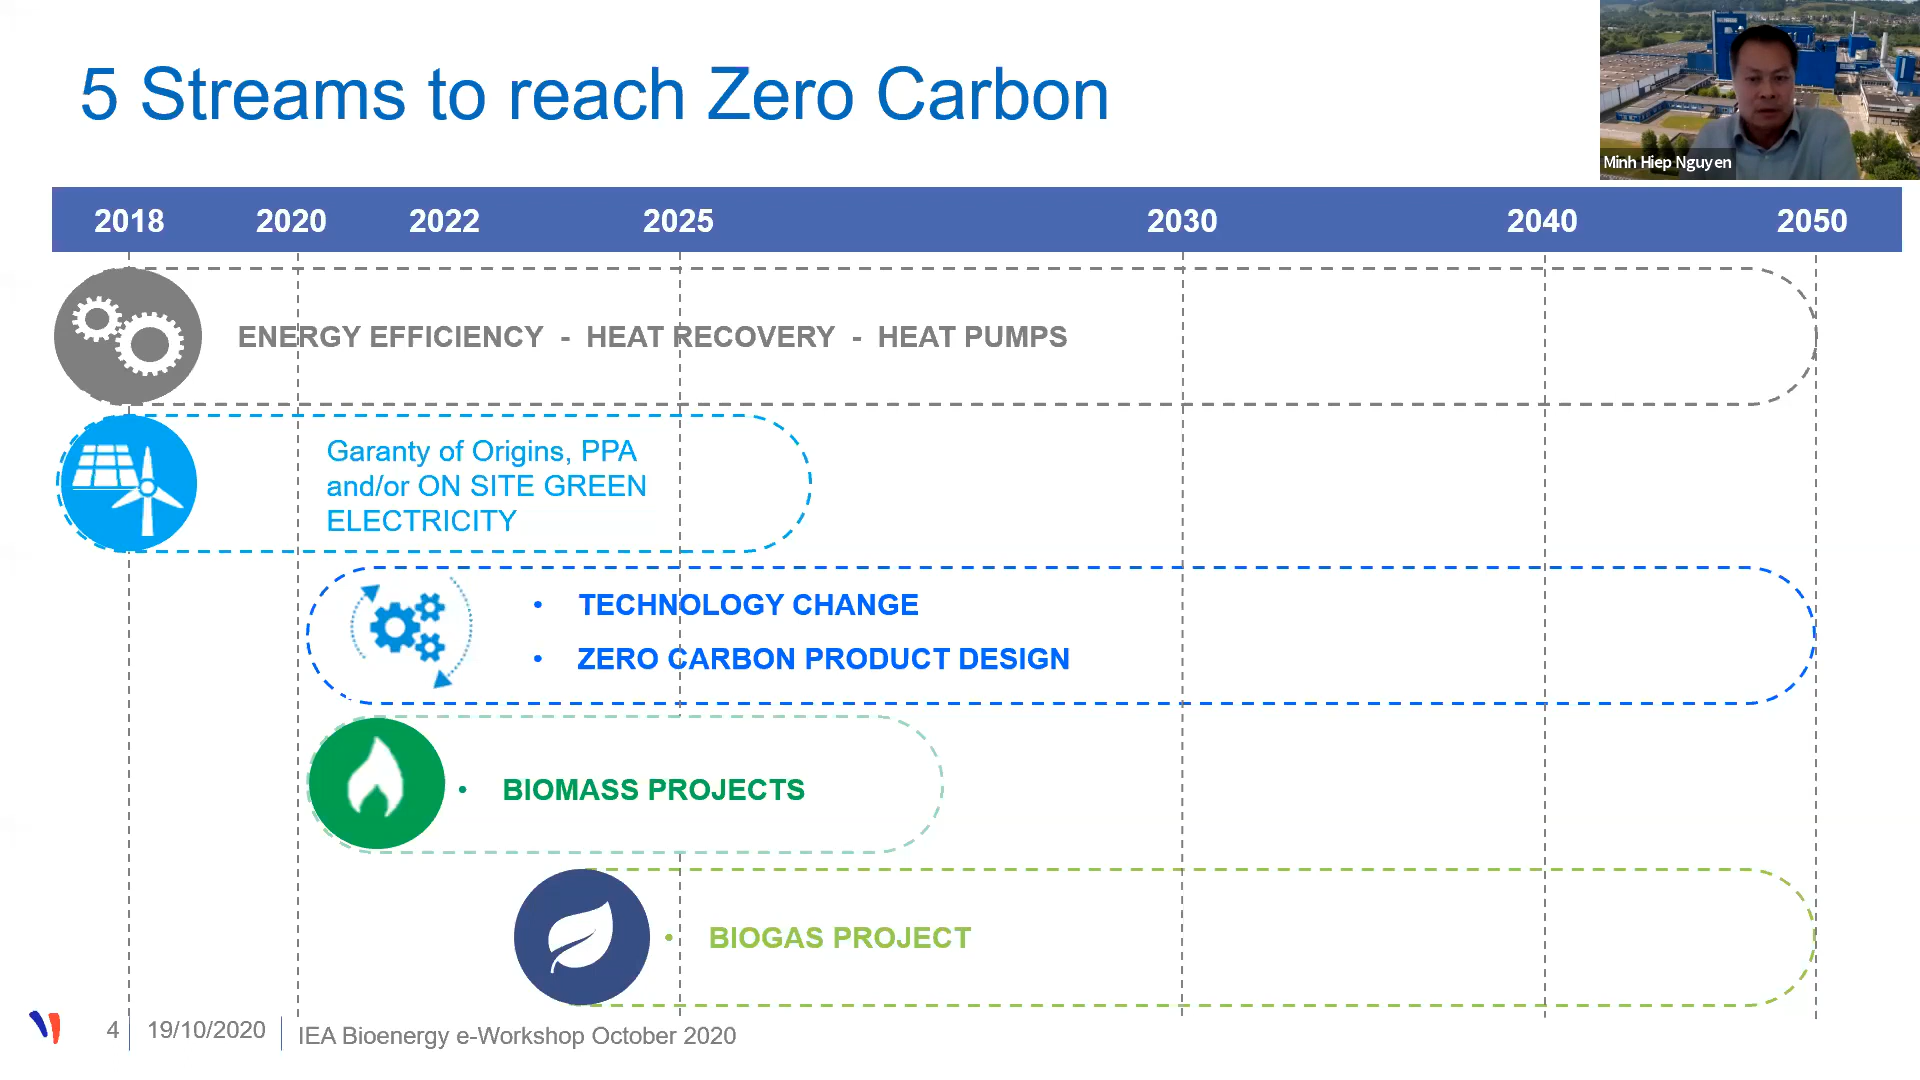 5 Streams to reach Zero Carbon
Minh Hiep Nguyen
2018 2020 2022 2025 2030 2040 2050
ENERGY EFFICIENCY - HEAT RECOVERY - HEAT PUMPS
Garanty of Origins, PPA
and/or ON SITE GREEN
ELECTRICITY
• TECHNOLOGY CHANGE
• ZERO CARBON PRODUCT DESIGN
• BIOMASS PROJECTS
• BIOGAS PROJECT
4 19/10/2020 IEA Bioenergy e-Workshop October 2020